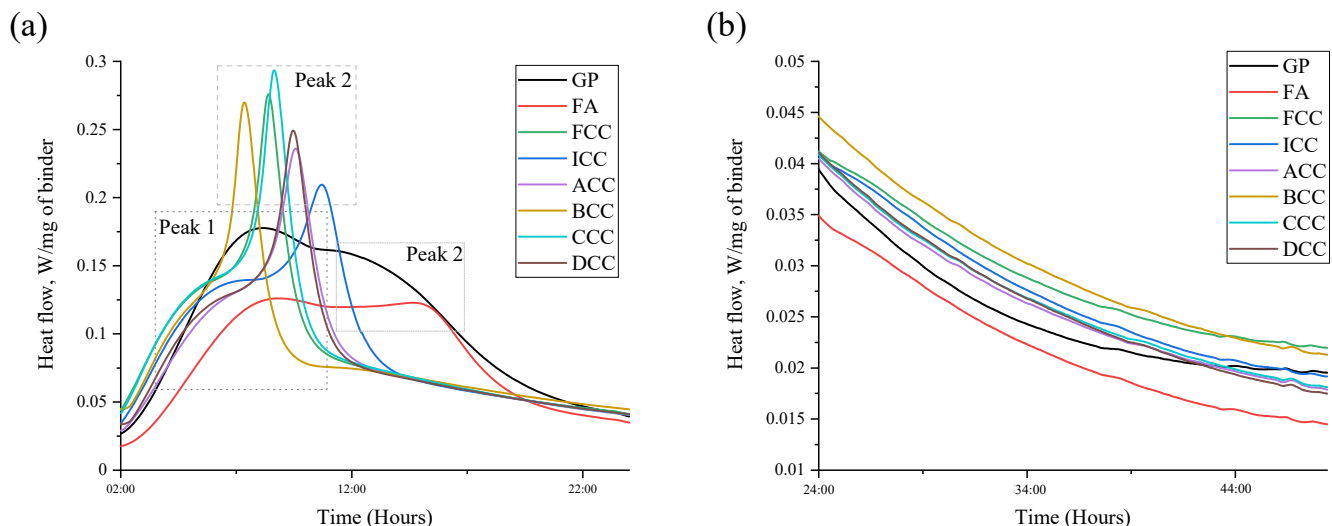 (a)
Heat flow, W/mg of binder
0.3
0.25
0.2
0.15
0.1
0.05
0
Peak 2
Peak 1
Peak 2
GP
FA
FCC
ICC
ACC
BCC
CCC
DCC
02:00 12:00 22:00
Time (Hours)
(b)
Heat flow, W/mg of binder
0.045
0.04
0.035
0.03
0.025
0.02
0.015
0.01
GP
FA
FCC
ICC
ACC
BCC
CCC
DCC
24:00 34:00 44:00
Time (Hours)